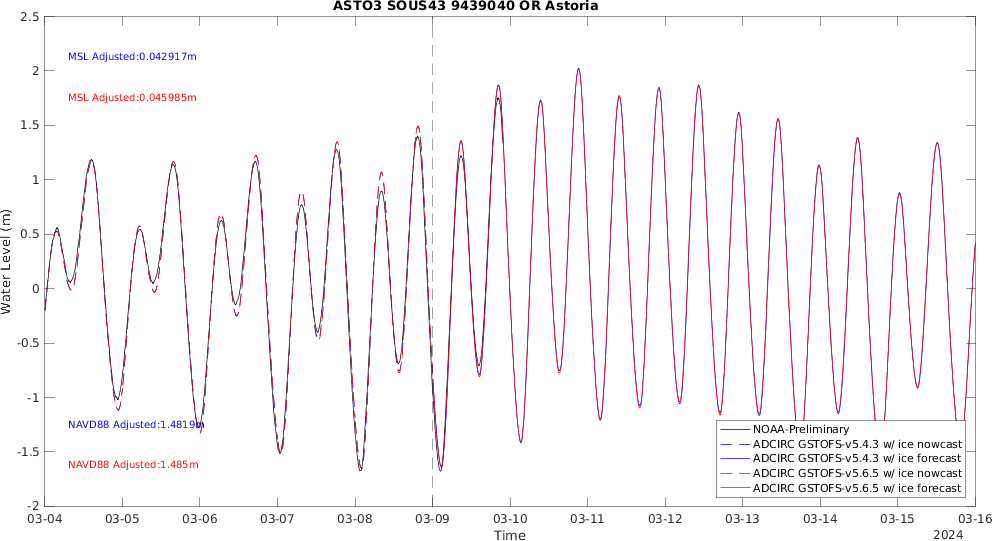 ASTO3 SOUS43 9439040 OR Astoria
2.5
2
1.5
1
0.5
0
-0.5
-1
-1.5
-2
Water Level (m)
MSL Adjusted:0.042917m
MSL Adjusted:0.045985m
NAVD88 Adjusted:1.4819m
NAVD88 Adjusted:1.485m
NOAA-Preliminary
ADCIRC GSTOFS-v5.4.3 w/ ice nowcast
ADCIRC GSTOFS-v5.4.3 w/ ice forecast
ADCIRC GSTOFS-v5.6.5 w/ ice nowcast
ADCIRC GSTOFS-v5.6.5 w/ ice forecast
03-04 03-05 03-06 03-07 03-08 03-09 03-10 03-11 03-12 03-13 03-14 03-15 03-16
Time
2024